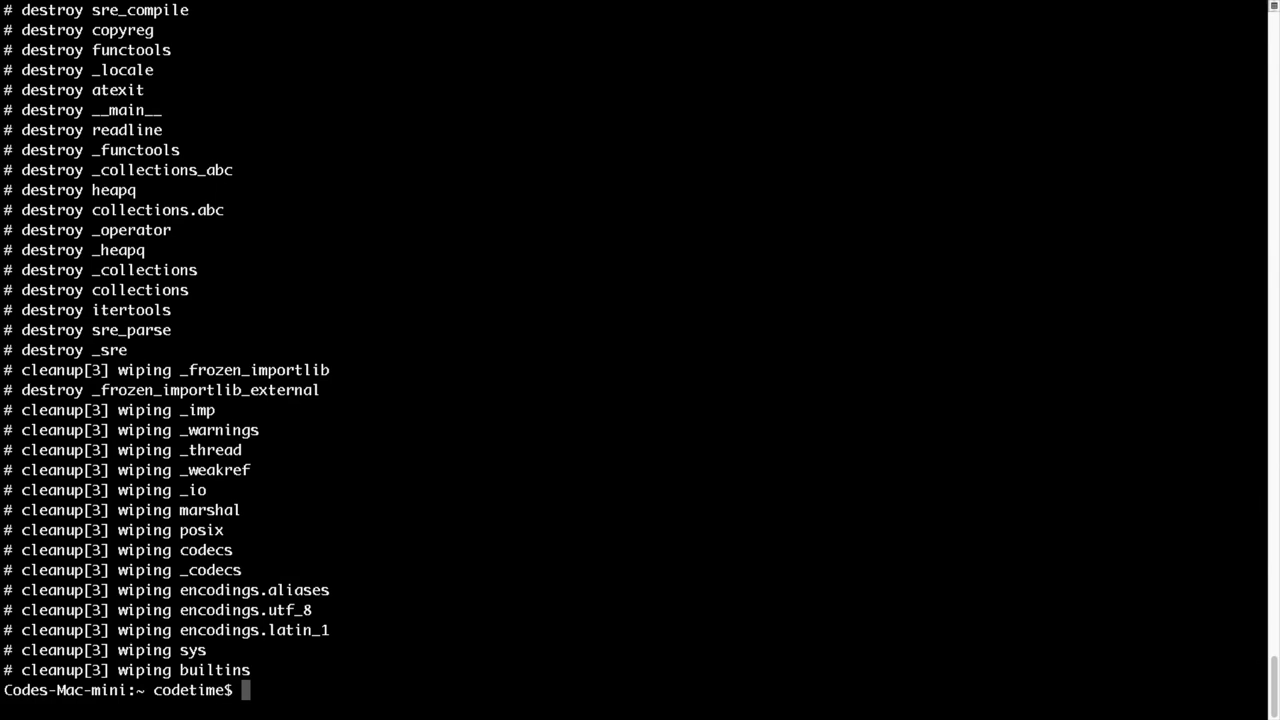 # destroy sre_compile
# destroy copyreg
# destroy functools
# destroy _locale
# destroy atexit
# destroy __main__
# destroy readline
# destroy _functools
# destroy _collections_abc
# destroy heapq
# destroy collections.abc
# destroy _operator
# destroy _heapq
# destroy _collections
# destroy collections
# destroy itertools
# destroy sre_parse
# destroy _sre
# cleanup[3] wiping _frozen_importlib
# destroy _frozen_importlib_external
# cleanup[3] wiping _imp
# cleanup[3] wiping _warnings
# cleanup[3] wiping _thread
# cleanup[3] wiping _weakref
# cleanup[3] wiping _io
# cleanup[3] wiping marshal
# cleanup[3] wiping posix
# cleanup[3] wiping codecs
# cleanup[3] wiping _codecs
# cleanup[3] wiping encodings.aliases
# cleanup[3] wiping encodings.utf_8
# cleanup[3] wiping encodings.latin_1
# cleanup[3] wiping sys
# cleanup[3] wiping builtins
Codes-Mac-mini:~ codetime$